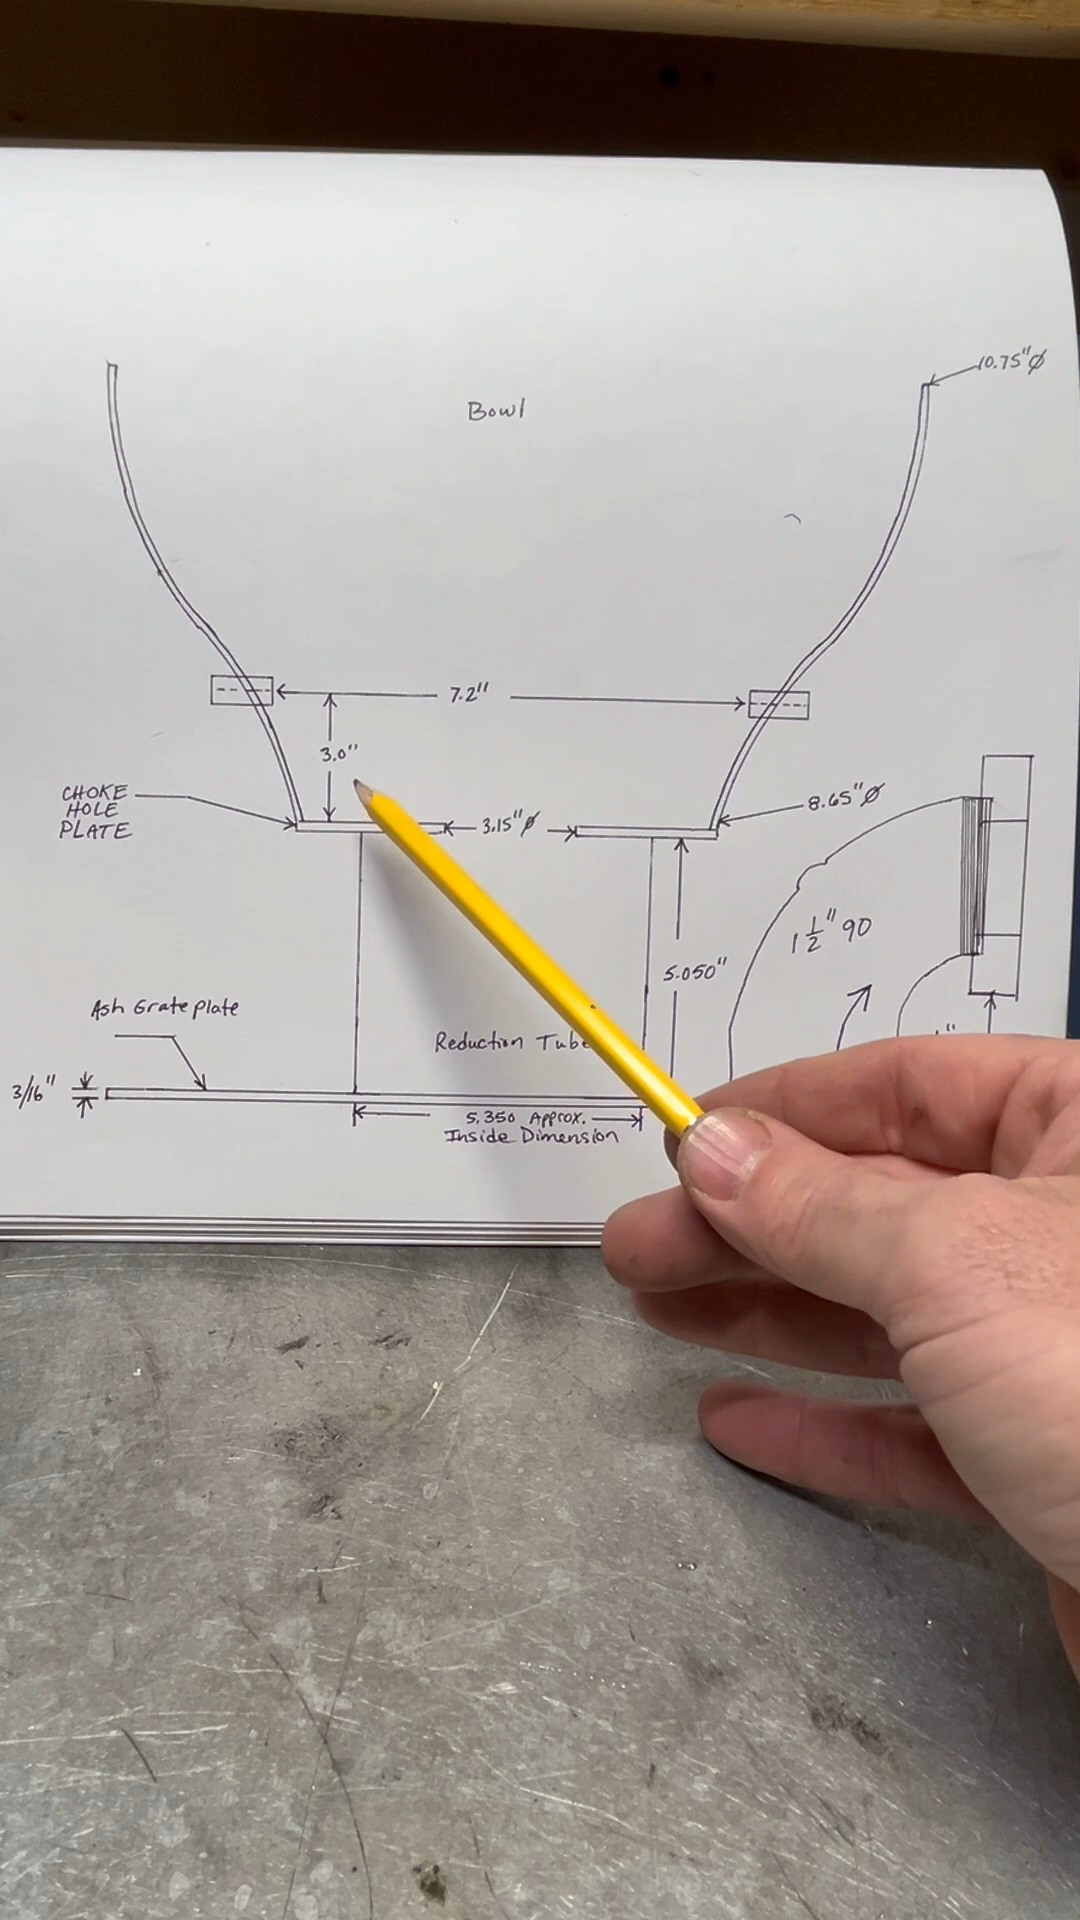 10.75"Ø
Bowl
7.2"
3.0"
CHOKE
HOLE
PLATE
3.15"Ø
8.65"Ø
1 1/2" 90
5.050"
Ash Grate plate
Reduction Tube
3/16"
5.350 Approx.
Inside Dimension